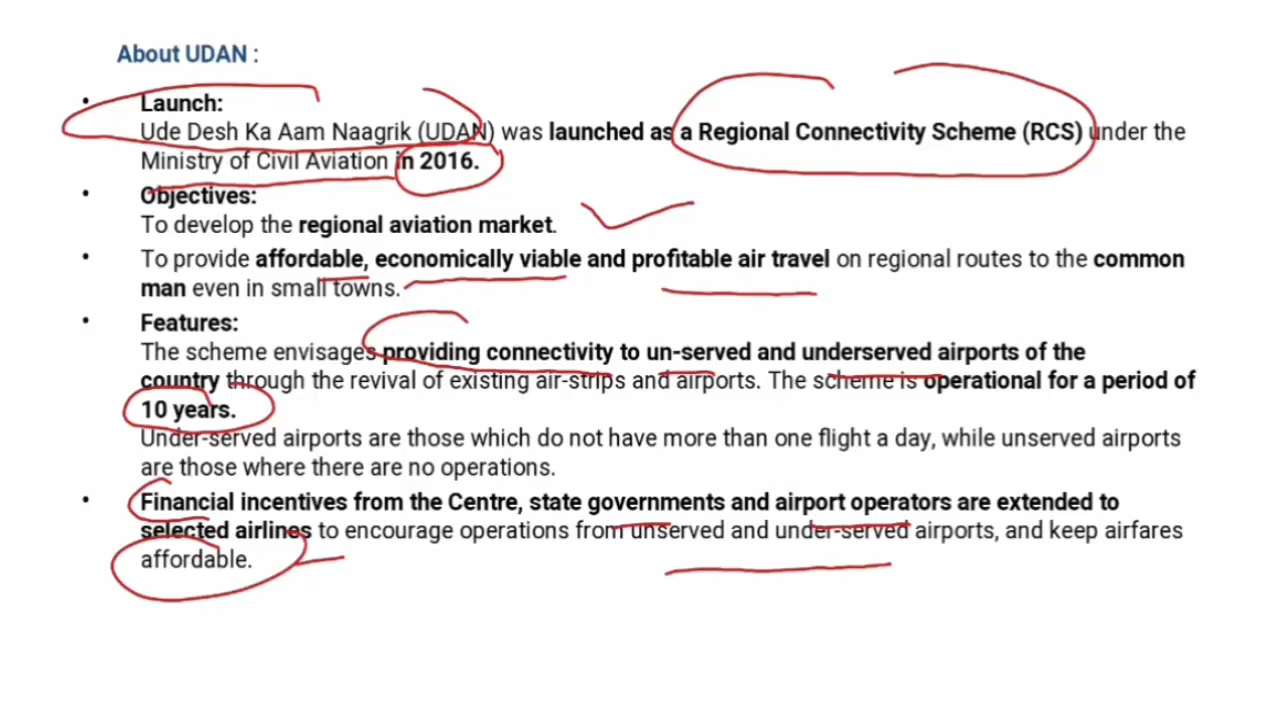 About UDAN :
• Launch:
Ude Desh Ka Aam Naagrik (UDAN) was launched as a Regional Connectivity Scheme (RCS) under the
Ministry of Civil Aviation in 2016.
• Objectives:
To develop the regional aviation market.
• To provide affordable, economically viable and profitable air travel on regional routes to the common
man even in small towns.
• Features:
The scheme envisages providing connectivity to un-served and underserved airports of the
country through the revival of existing air-strips and airports. The scheme is operational for a period of
10 years.
Under-served airports are those which do not have more than one flight a day, while unserved airports
are those where there are no operations.
• Financial incentives from the Centre, state governments and airport operators are extended to
selected airlines to encourage operations from unserved and under-served airports, and keep airfares
affordable.